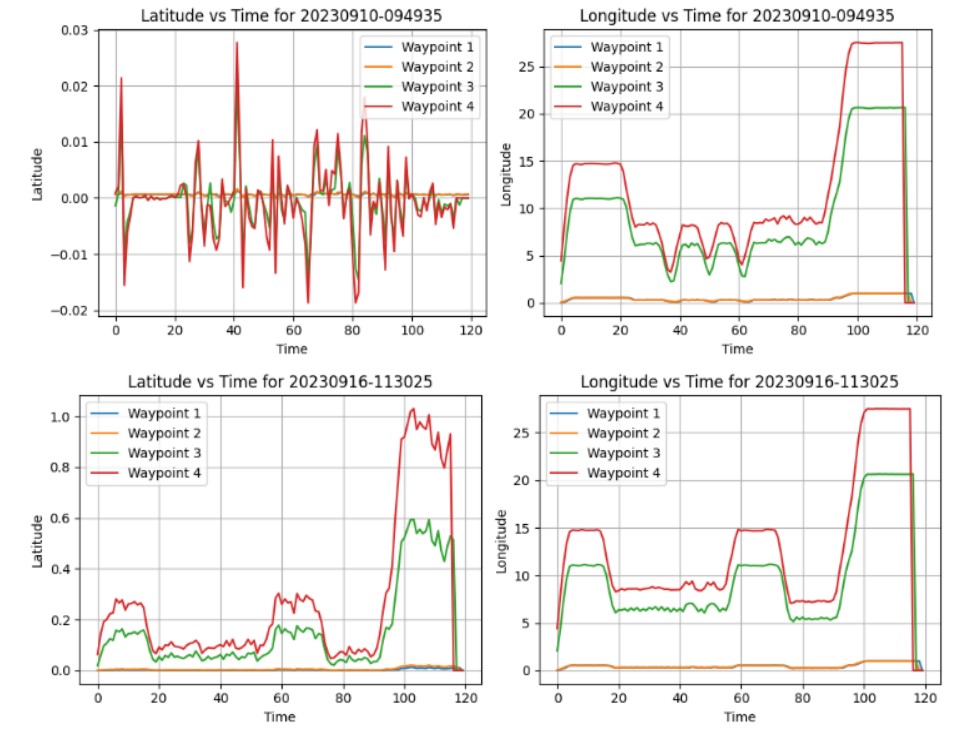 Latitude vs Time for 20230910-094935
0.03
0.02
0.01
0.00
−0.01
−0.02
Latitude
Waypoint 1
Waypoint 2
Waypoint 3
Waypoint 4
0 20 40 60 80 100 120
Time
Longitude vs Time for 20230910-094935
25
20
15
10
5
0
Longitude
Waypoint 1
Waypoint 2
Waypoint 3
Waypoint 4
0 20 40 60 80 100 120
Time
Latitude vs Time for 20230916-113025
1.0
0.8
0.6
0.4
0.2
0.0
Latitude
Waypoint 1
Waypoint 2
Waypoint 3
Waypoint 4
0 20 40 60 80 100 120
Time
Longitude vs Time for 20230916-113025
25
20
15
10
5
0
Longitude
Waypoint 1
Waypoint 2
Waypoint 3
Waypoint 4
0 20 40 60 80 100 120
Time